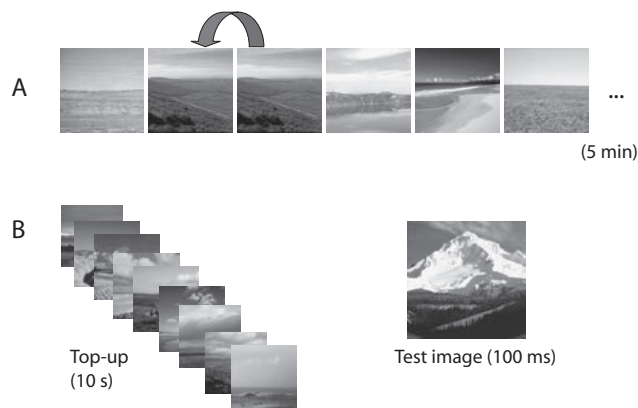 A
...
(5 min)
B
Top-up
(10 s)
Test image (100 ms)